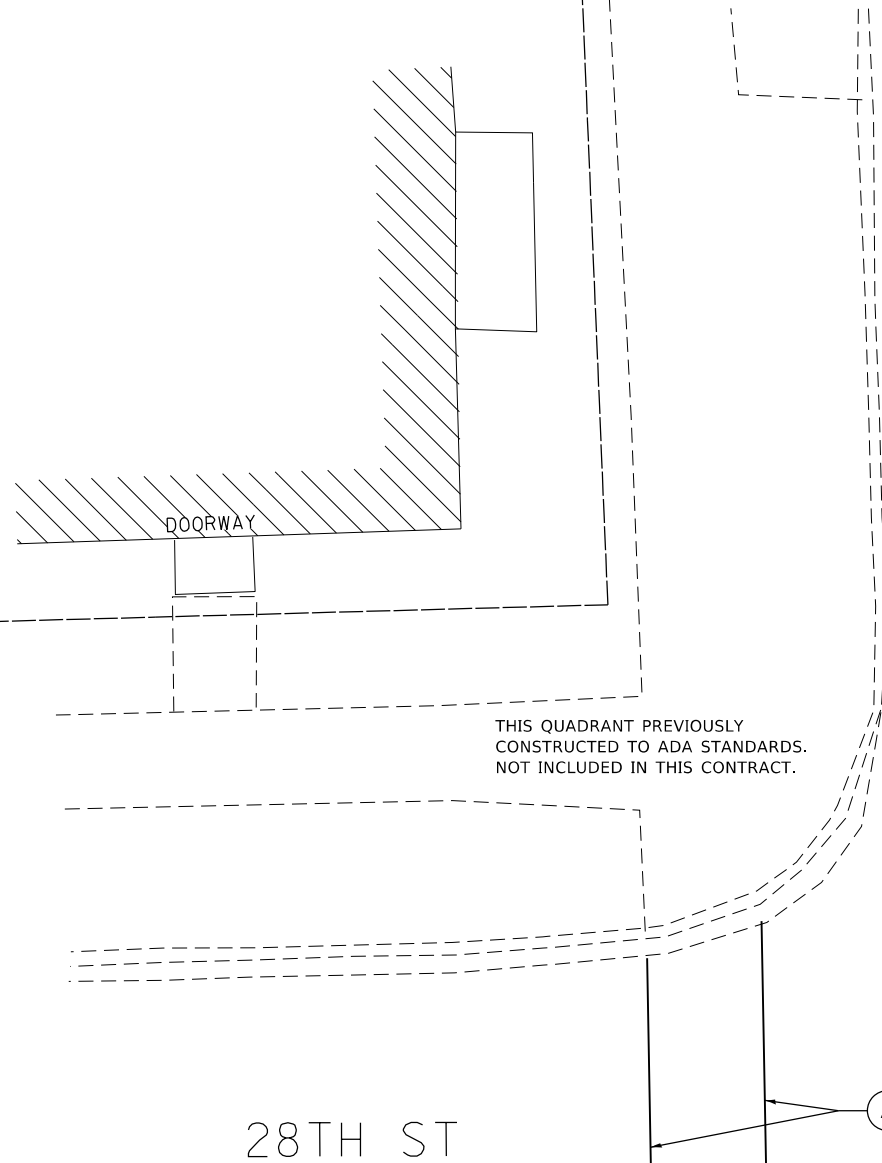 DOORWAY
THIS QUADRANT PREVIOUSLY
CONSTRUCTED TO ADA STANDARDS.
NOT INCLUDED IN THIS CONTRACT.
28TH ST